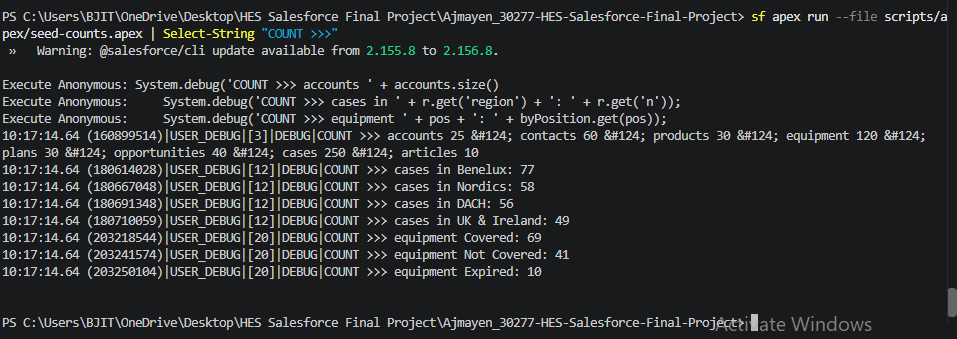 PS C:\Users\BJIT\OneDrive\Desktop\HES Salesforce Final Project\Ajmayen_30277-HES-Salesforce-Final-Project> sf apex run --file scripts/a
pex/seed-counts.apex | Select-String "COUNT >>>"
»   Warning: @salesforce/cli update available from 2.155.8 to 2.156.8.
Execute Anonymous: System.debug('COUNT >>> accounts ' + accounts.size()
Execute Anonymous:     System.debug('COUNT >>> cases in ' + r.get('region') + ': ' + r.get('n'));
Execute Anonymous:     System.debug('COUNT >>> equipment ' + pos + ': ' + byPosition.get(pos));
10:17:14.64 (160899514)|USER_DEBUG|[3]|DEBUG|COUNT >>> accounts 25 &#124; contacts 60 &#124; products 30 &#124; equipment 120 &#124;
plans 30 &#124; opportunities 40 &#124; cases 250 &#124; articles 10
10:17:14.64 (180614028)|USER_DEBUG|[12]|DEBUG|COUNT >>> cases in Benelux: 77
10:17:14.64 (180667048)|USER_DEBUG|[12]|DEBUG|COUNT >>> cases in Nordics: 58
10:17:14.64 (180691348)|USER_DEBUG|[12]|DEBUG|COUNT >>> cases in DACH: 56
10:17:14.64 (180710059)|USER_DEBUG|[12]|DEBUG|COUNT >>> cases in UK & Ireland: 49
10:17:14.64 (203218544)|USER_DEBUG|[20]|DEBUG|COUNT >>> equipment Covered: 69
10:17:14.64 (203241574)|USER_DEBUG|[20]|DEBUG|COUNT >>> equipment Not Covered: 41
10:17:14.64 (203250104)|USER_DEBUG|[20]|DEBUG|COUNT >>> equipment Expired: 10
PS C:\Users\BJIT\OneDrive\Desktop\HES Salesforce Final Project\Ajmayen_30277-HES-Salesforce-Final-Project>
Activate Windows